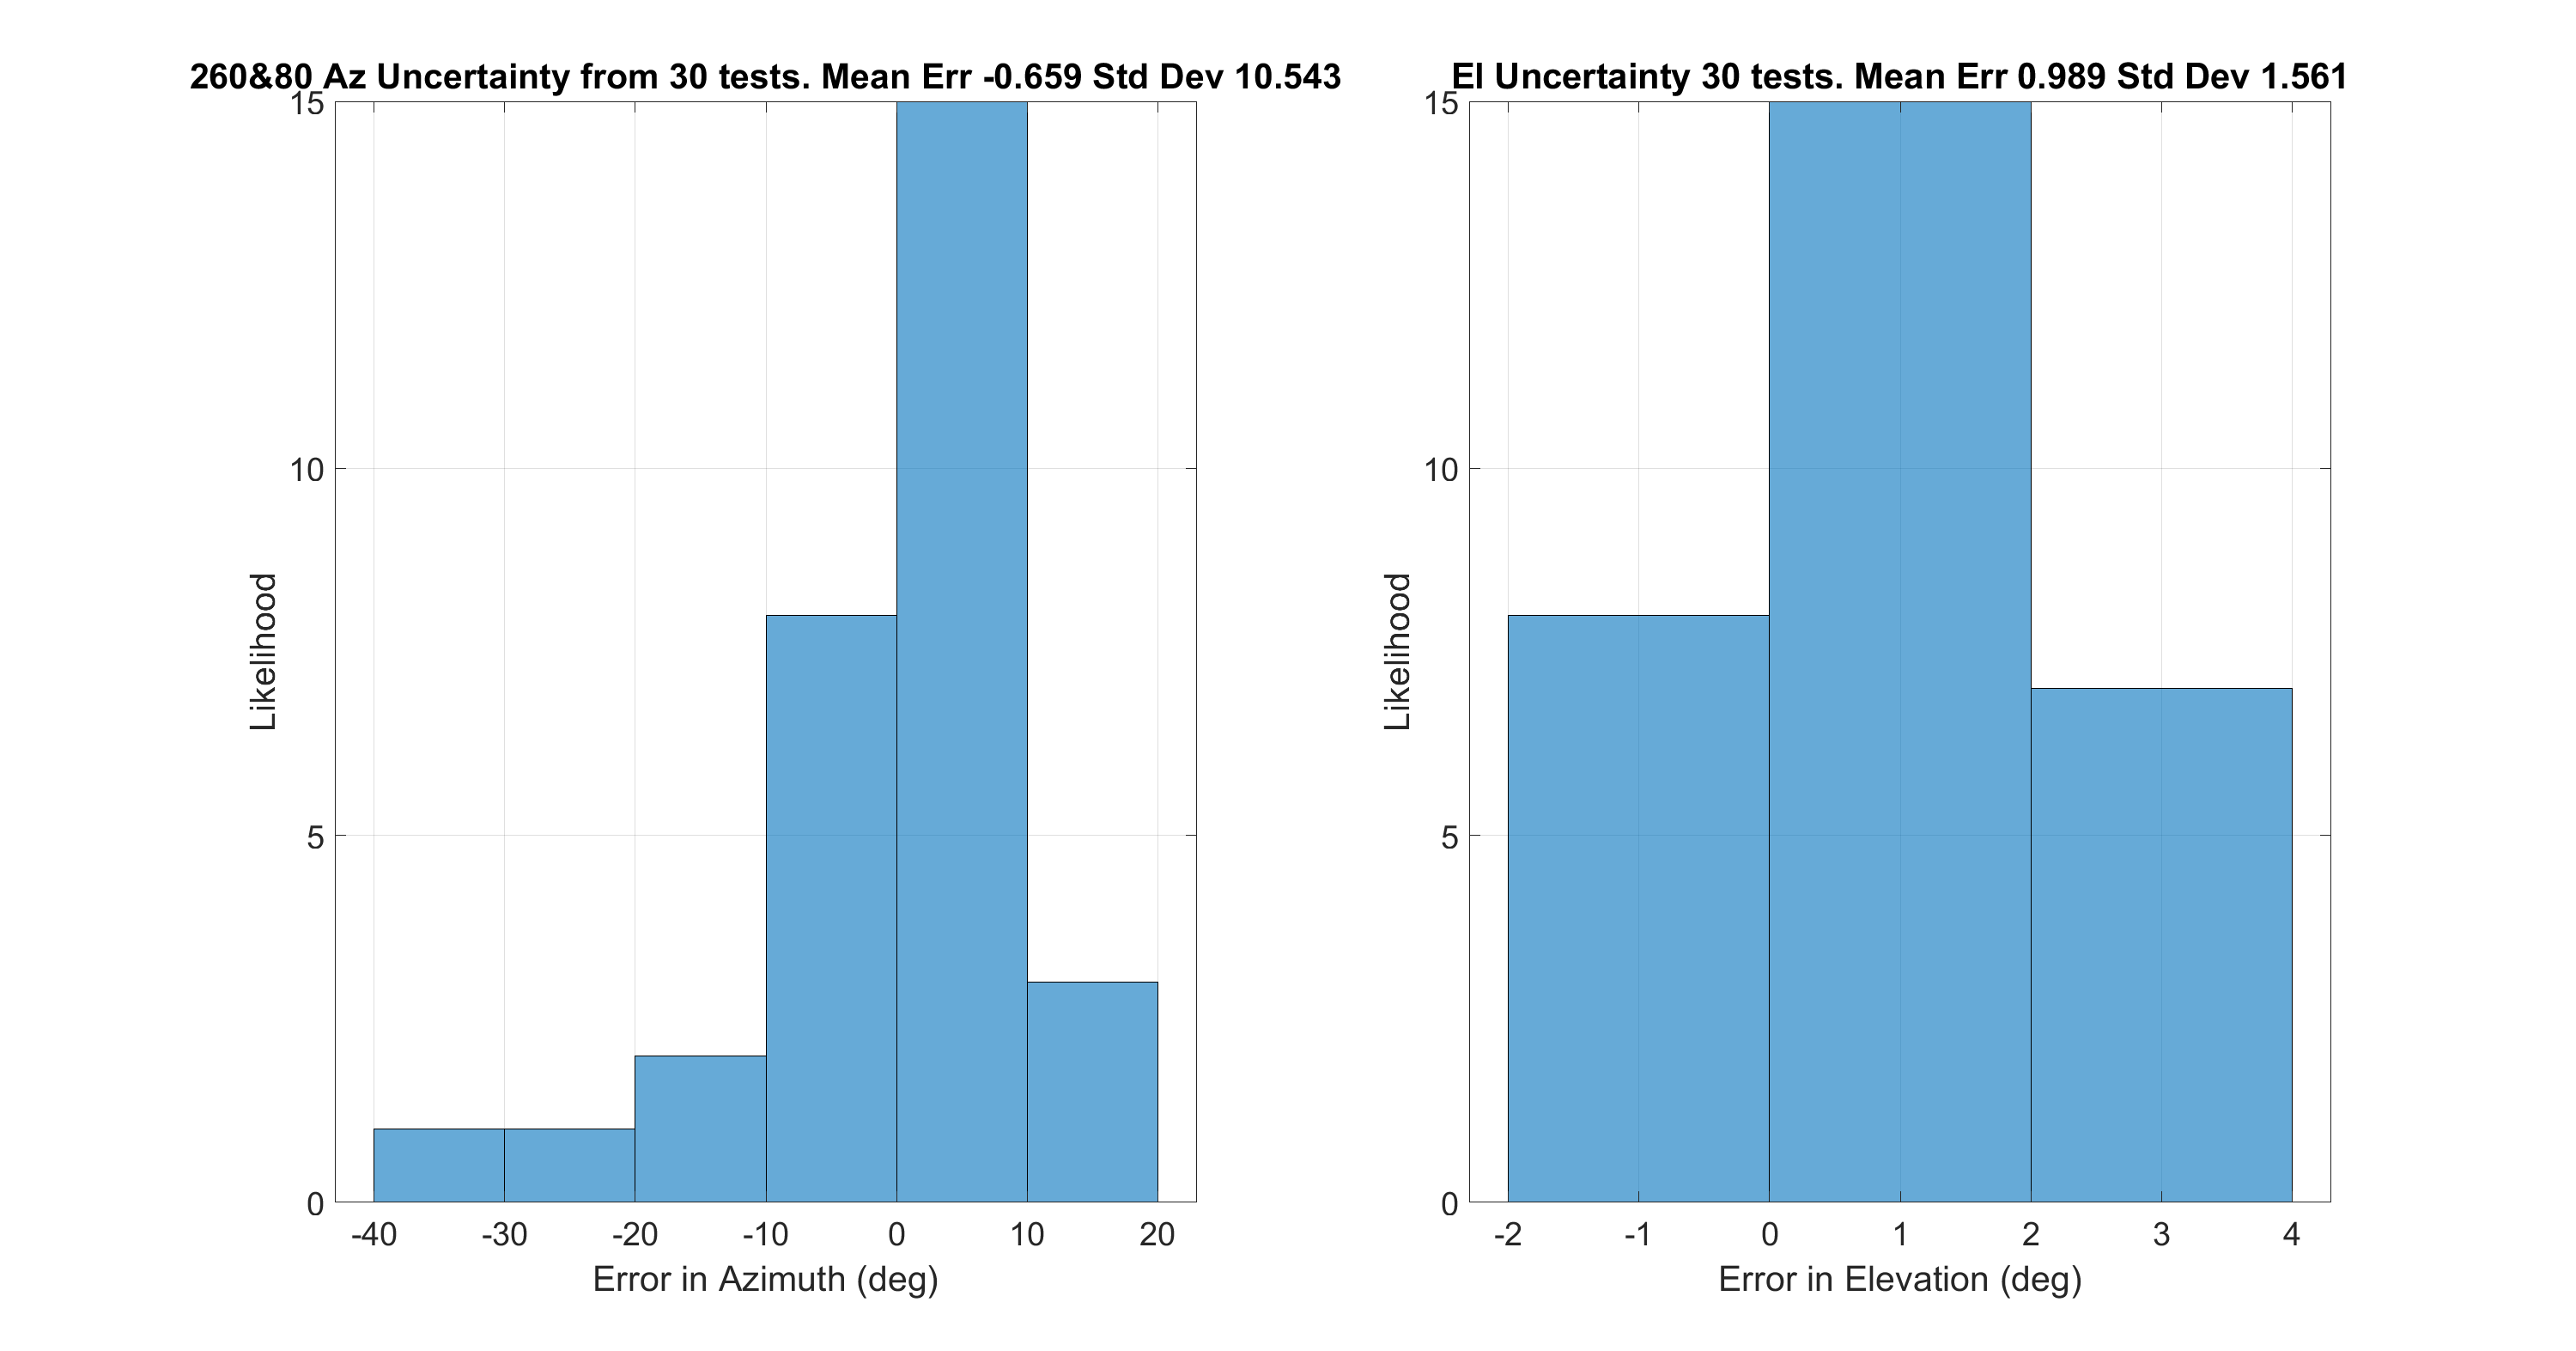 260&80 Az Uncertainty from 30 tests. Mean Err -0.659 Std Dev 10.543
15
10
5
0
Likelihood
-40 -30 -20 -10 0 10 20
Error in Azimuth (deg)
El Uncertainty 30 tests. Mean Err 0.989 Std Dev 1.561
15
10
5
0
Likelihood
-2 -1 0 1 2 3 4
Error in Elevation (deg)